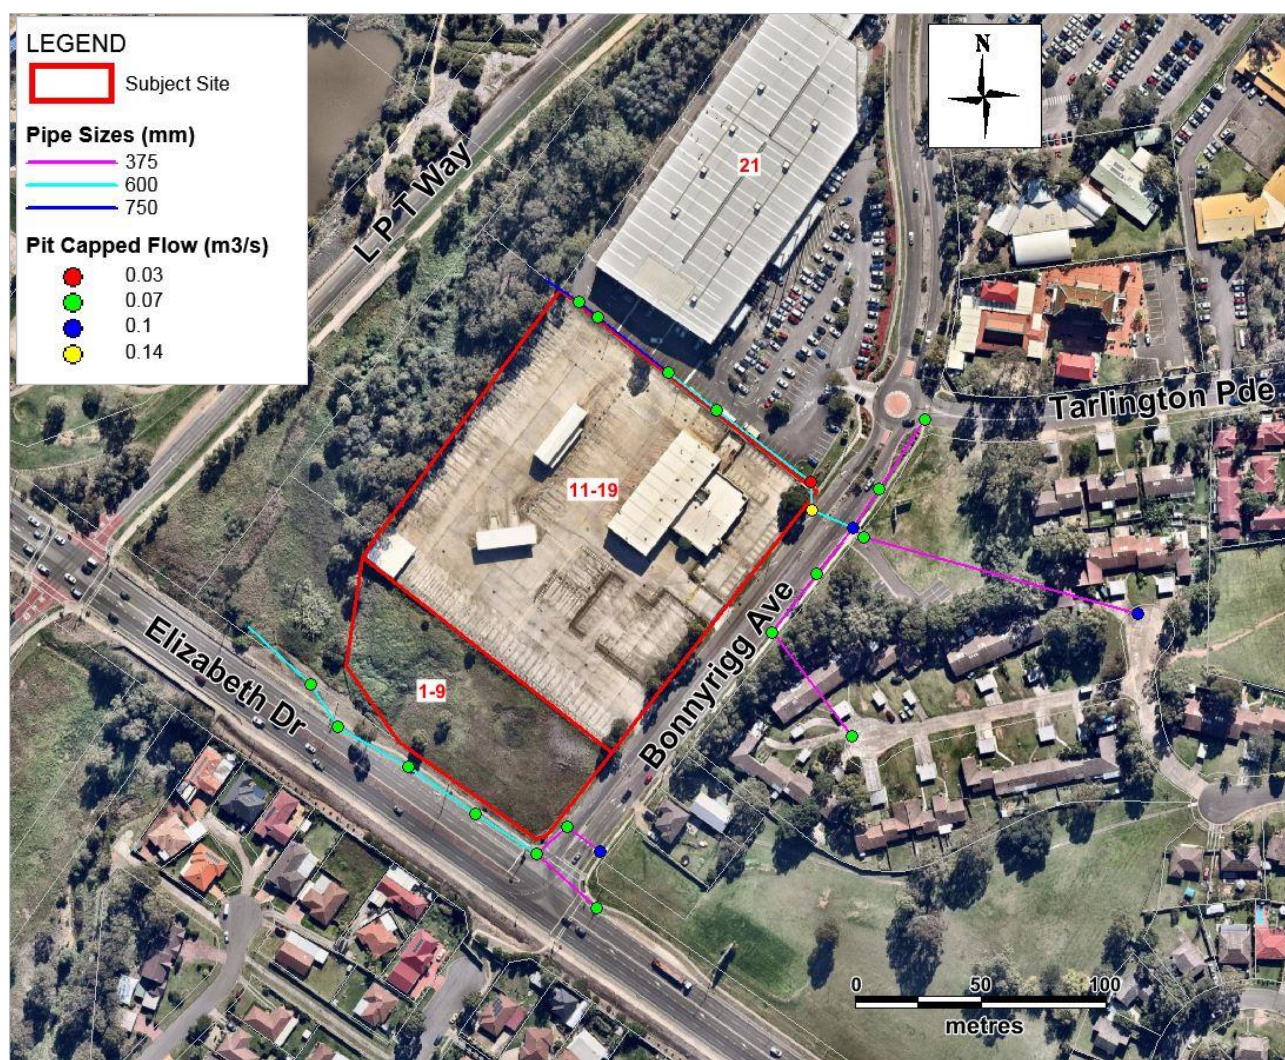 LEGEND
Subject Site
Pipe Sizes (mm)
375
600
750
Pit Capped Flow (m3/s)
0.03
0.07
0.1
0.14
N
L P T Way
21
Tarlington Pde
11-19
Bonnyrigg Ave
1-9
Elizabeth Dr
0 50 100
metres